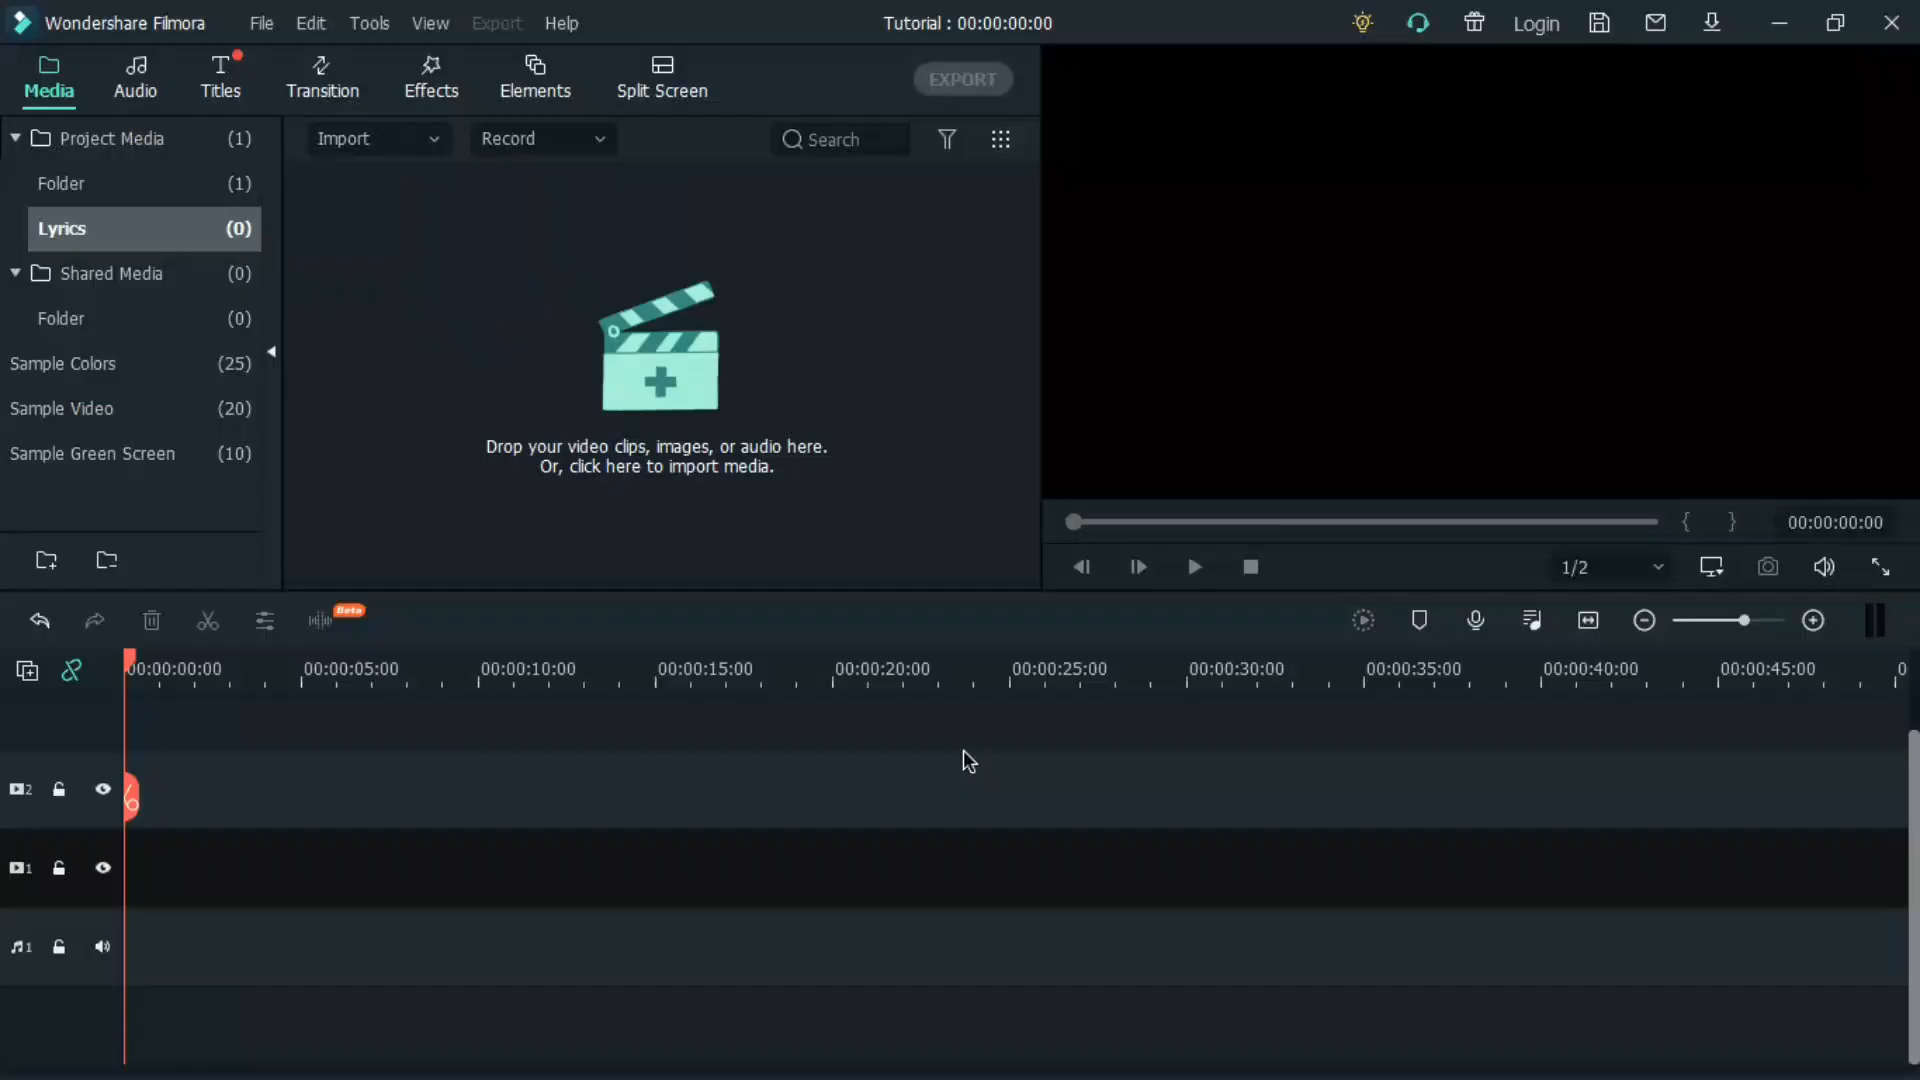 Wondershare Filmora File Edit Tools View Export Help Tutorial : 00:00:00:00 Login
Media Audio Titles Transition Effects Elements Split Screen EXPORT
Project Media (1)
Folder (1)
Lyrics (0)
Shared Media (0)
Folder (0)
Sample Colors (25)
Sample Video (20)
Sample Green Screen (10)
Import Record Search
Drop your video clips, images, or audio here.
Or, click here to import media.
{ } 00:00:00:00
1/2
Beta
00:00:00:00 00:00:05:00 00:00:10:00 00:00:15:00 00:00:20:00 00:00:25:00 00:00:30:00 00:00:35:00 00:00:40:00 00:00:45:00 0
2
1
1